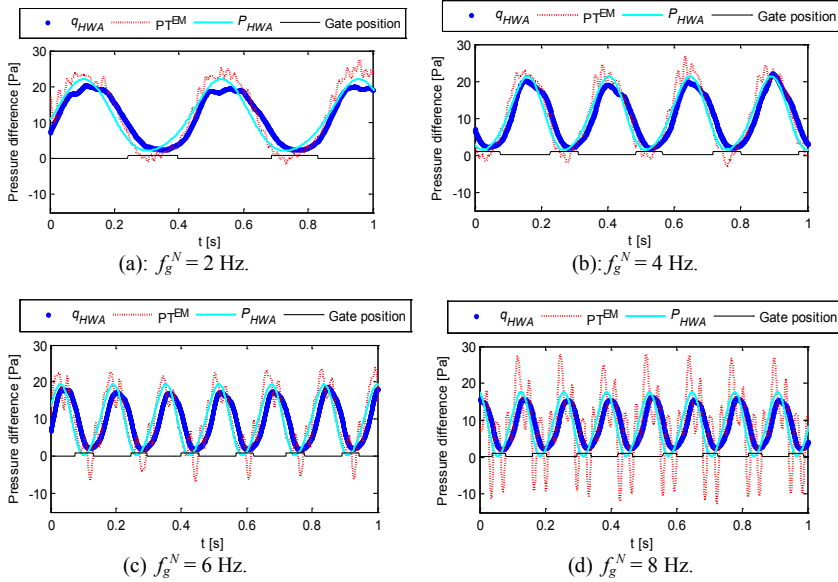 q_HWA PT^EM P_HWA Gate position
q_HWA PT^EM P_HWA Gate position
30
20
10
0
-10
Pressure difference [Pa]
0 0.2 0.4 0.6 0.8 1
t [s]
(a): f_g^N = 2 Hz.
30
20
10
0
-10
Pressure difference [Pa]
0 0.2 0.4 0.6 0.8 1
t [s]
(b): f_g^N = 4 Hz.
q_HWA PT^EM P_HWA Gate position
q_HWA PT^EM P_HWA Gate position
30
20
10
0
-10
Pressure difference [Pa]
0 0.2 0.4 0.6 0.8 1
t [s]
(c) f_g^N = 6 Hz.
30
20
10
0
-10
Pressure difference [Pa]
0 0.2 0.4 0.6 0.8 1
t [s]
(d) f_g^N = 8 Hz.